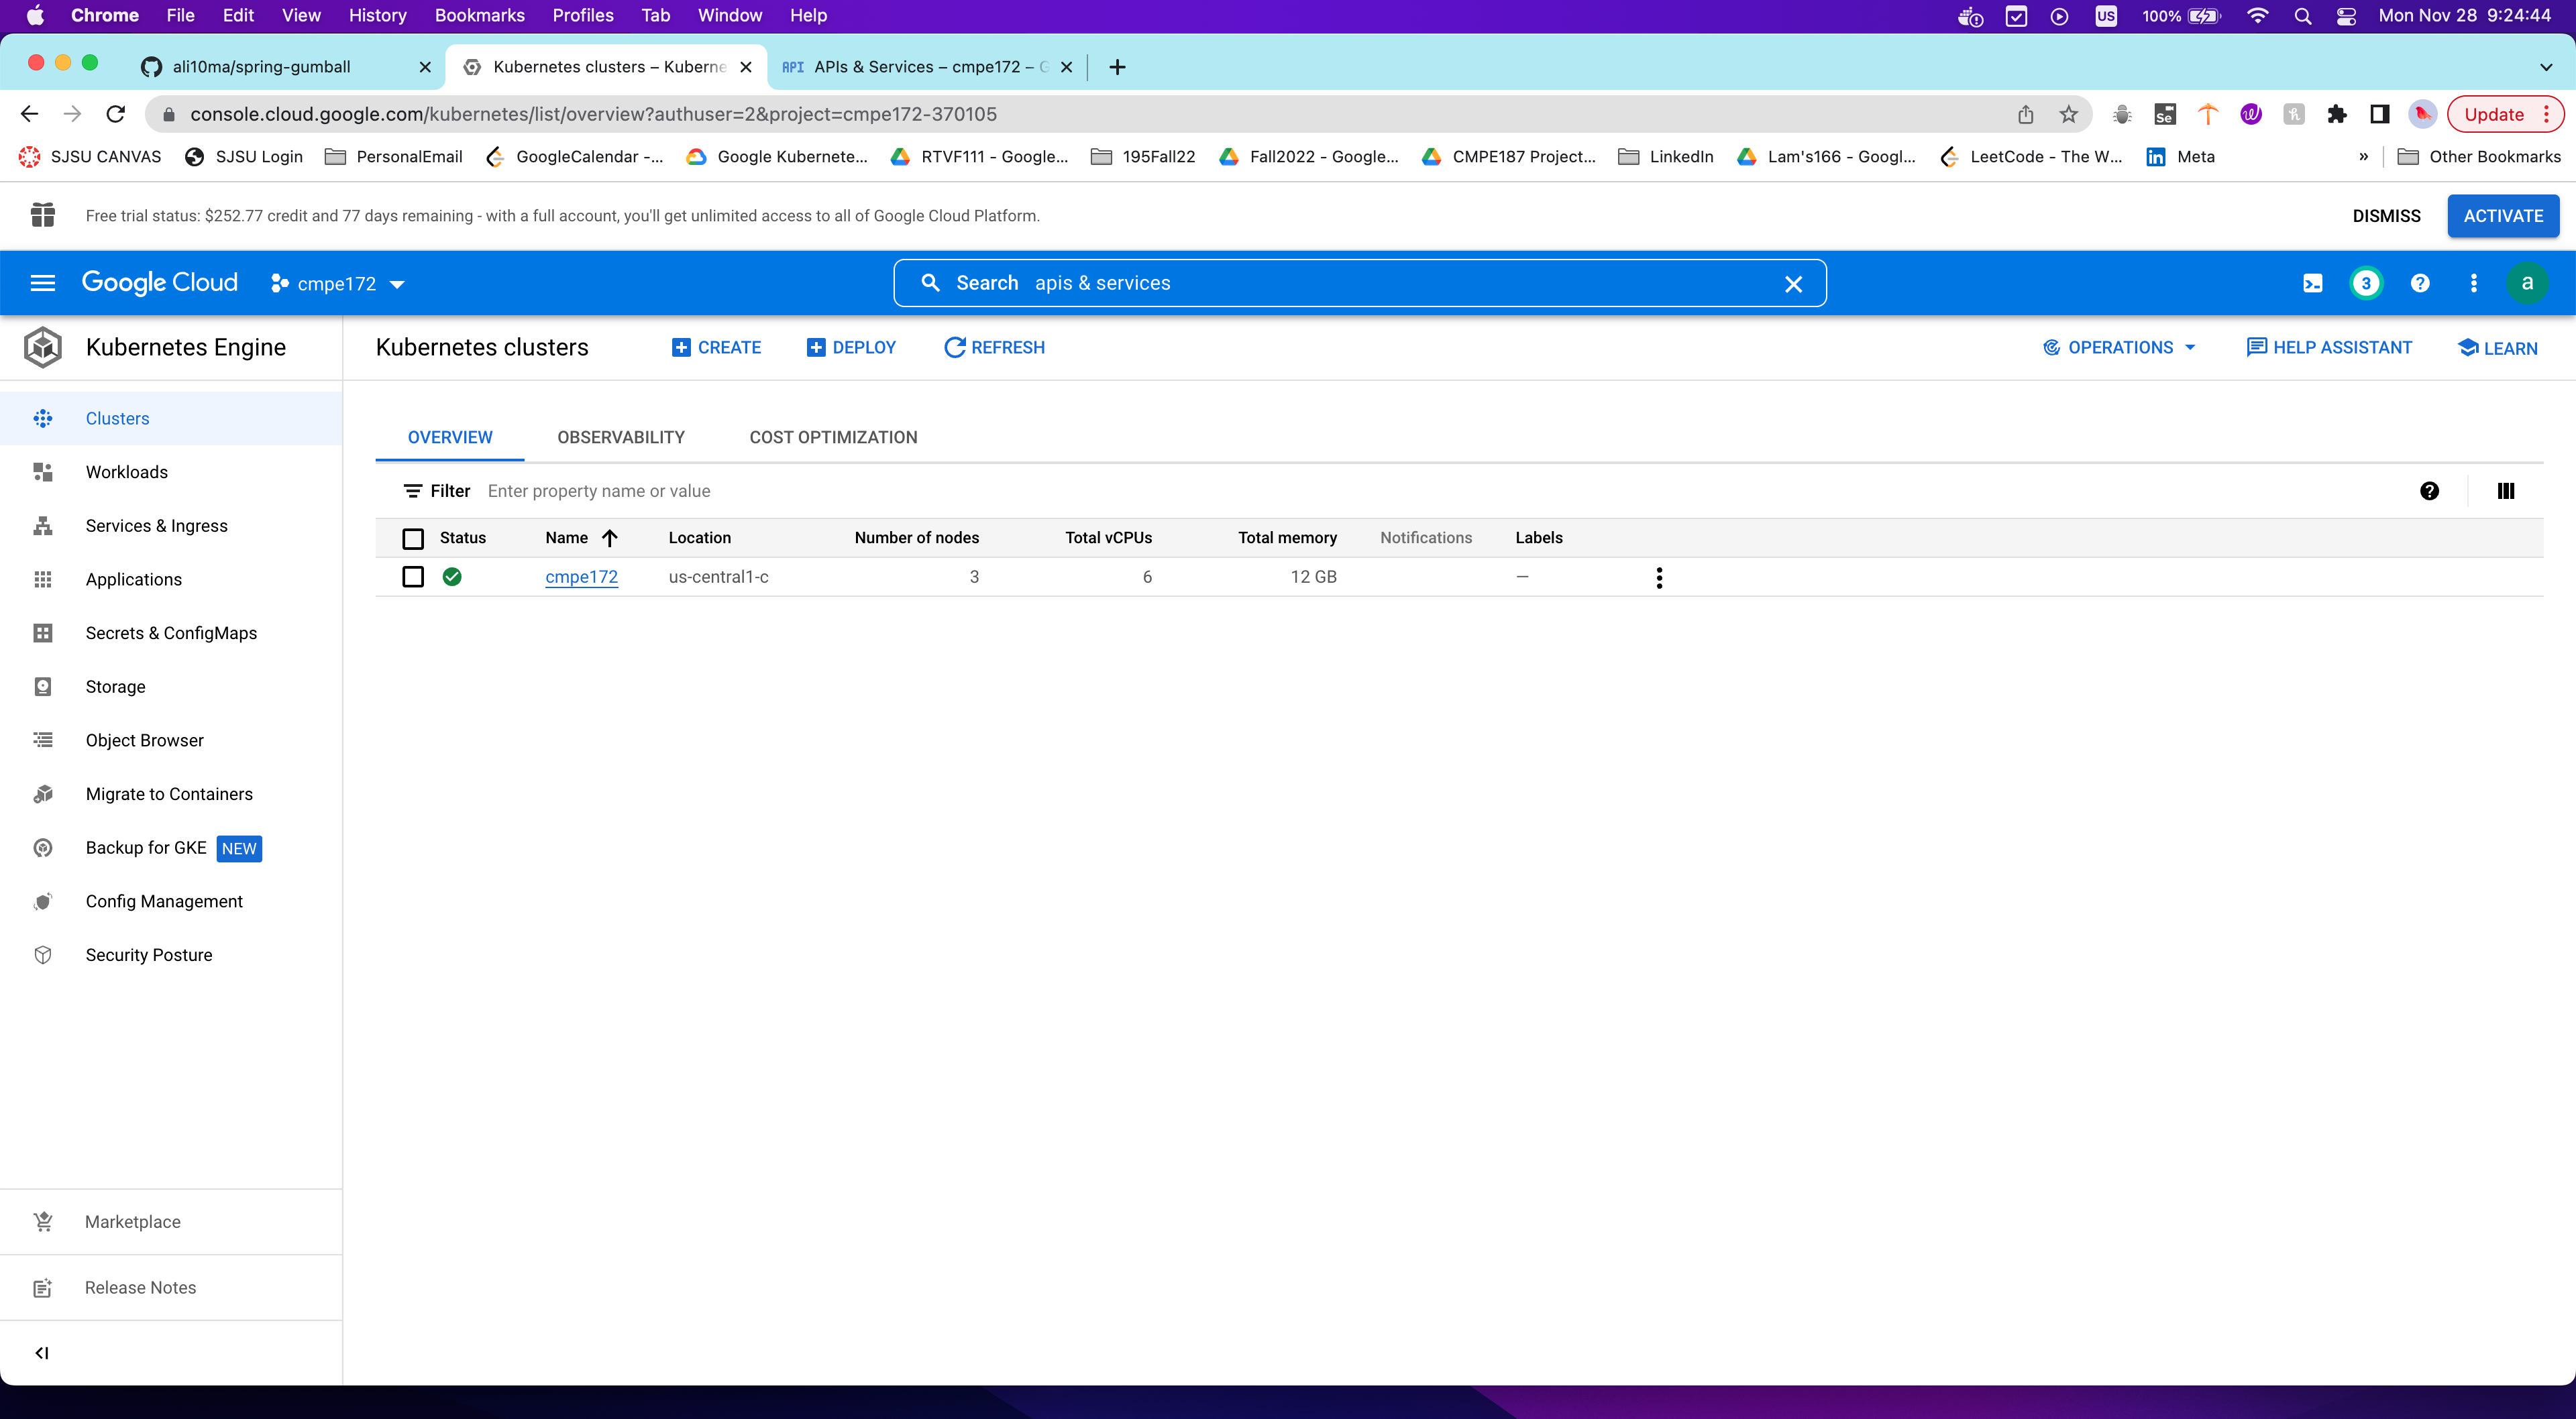 Chrome File Edit View History Bookmarks Profiles Tab Window Help US 100% Mon Nov 28 9:24:44
ali10ma/spring-gumball Kubernetes clusters – Kuberne API APIs & Services – cmpe172 – G
console.cloud.google.com/kubernetes/list/overview?authuser=2&project=cmpe172-370105 Se Update
SJSU CANVAS SJSU Login PersonalEmail GoogleCalendar -... Google Kubernete... RTVF111 - Google... 195Fall22 Fall2022 - Google... CMPE187 Project... LinkedIn Lam's166 - Googl... LeetCode - The W... in Meta » Other Bookmarks
Free trial status: $252.77 credit and 77 days remaining - with a full account, you'll get unlimited access to all of Google Cloud Platform. DISMISS ACTIVATE
Google Cloud cmpe172 Search apis & services 3 ? a
Kubernetes Engine Kubernetes clusters CREATE DEPLOY REFRESH OPERATIONS HELP ASSISTANT LEARN
Clusters
Workloads
Services & Ingress
Applications
Secrets & ConfigMaps
Storage
Object Browser
Migrate to Containers
Backup for GKE NEW
Config Management
Security Posture
Marketplace
Release Notes
OVERVIEW OBSERVABILITY COST OPTIMIZATION
Filter Enter property name or value ?
Status Name Location Number of nodes Total vCPUs Total memory Notifications Labels
cmpe172 us-central1-c 3 6 12 GB —